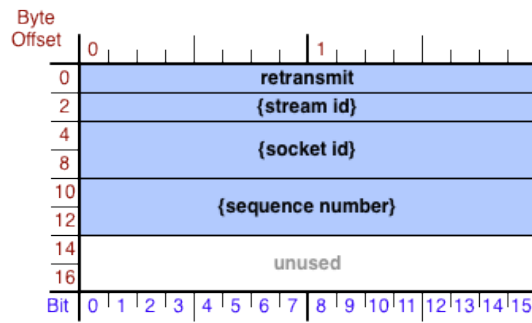 Byte
Offset
0 1
0 retransmit
2 {stream id}
4
{socket id}
8
10
{sequence number}
12
14
unused
16
Bit 0 1 2 3 4 5 6 7 8 9 10 11 12 13 14 15